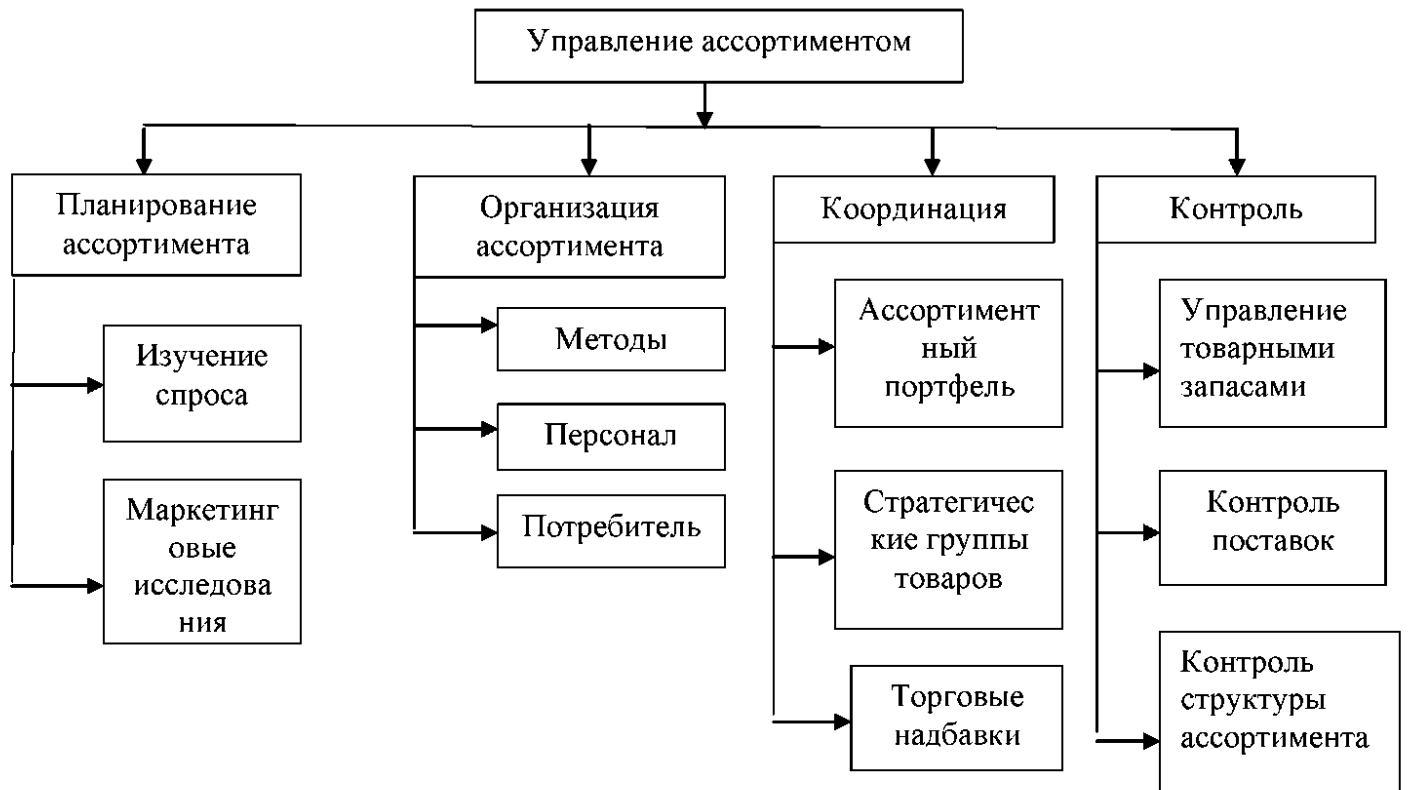 Управление ассортиментом
Планирование
ассортимента
Организация
ассортимента
Координация
Контроль
Изучение
спроса
Маркетинг
овые
исследова
ния
Методы
Персонал
Потребитель
Ассортимент
ный
портфель
Стратегичес
кие группы
товаров
Торговые
надбавки
Управление
товарными
запасами
Контроль
поставок
Контроль
структуры
ассортимента